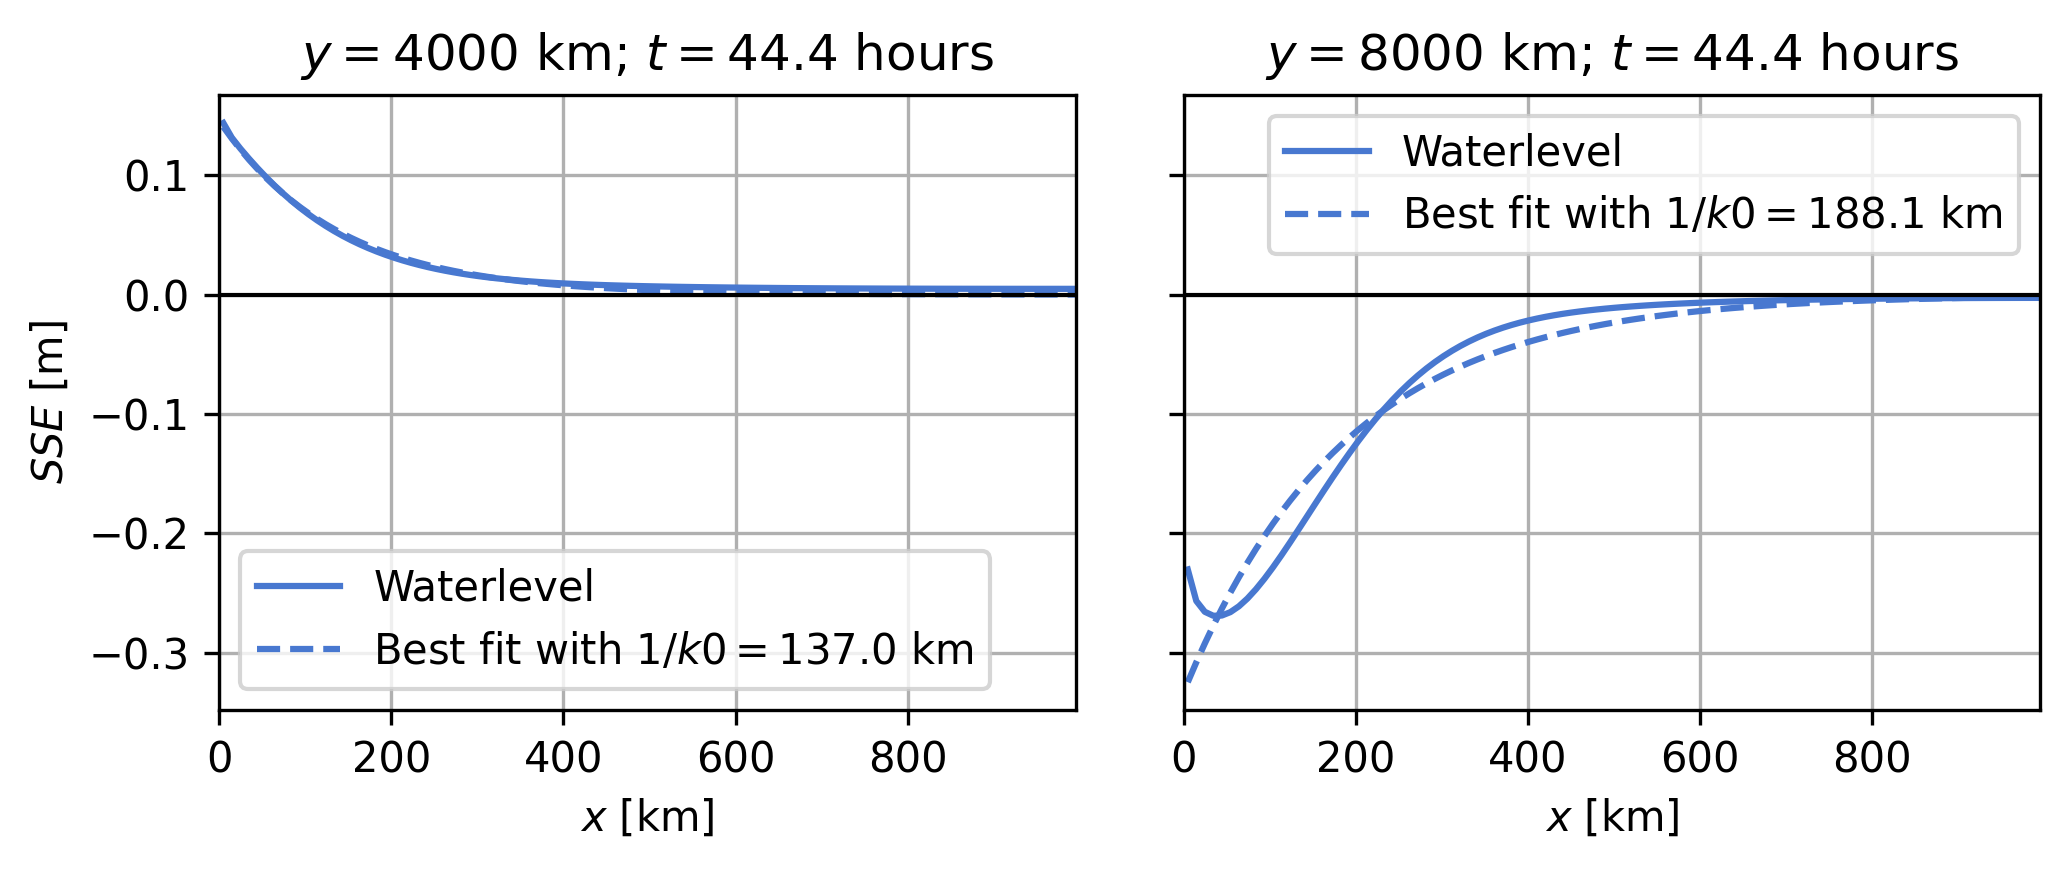 y = 4000 km; t = 44.4 hours
SSE [m]
0.1
0.0
−0.1
−0.2
−0.3
Waterlevel
Best fit with 1/k0 = 137.0 km
0 200 400 600 800
x [km]
y = 8000 km; t = 44.4 hours
Waterlevel
Best fit with 1/k0 = 188.1 km
0 200 400 600 800
x [km]